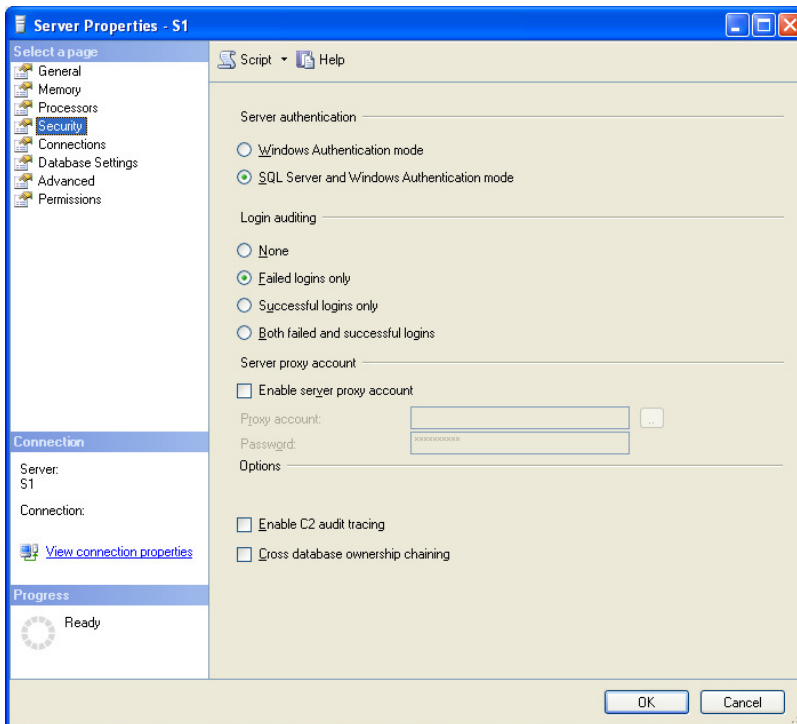 Server Properties - S1
Select a page
General
Memory
Processors
Security
Connections
Database Settings
Advanced
Permissions
Connection
Server:
S1
Connection:
View connection properties
Progress
Ready
Script Help
Server authentication
Windows Authentication mode
SQL Server and Windows Authentication mode
Login auditing
None
Failed logins only
Successful logins only
Both failed and successful logins
Server proxy account
Enable server proxy account
Proxy account:
..
Password: **********
Options
Enable C2 audit tracing
Cross database ownership chaining
OK Cancel